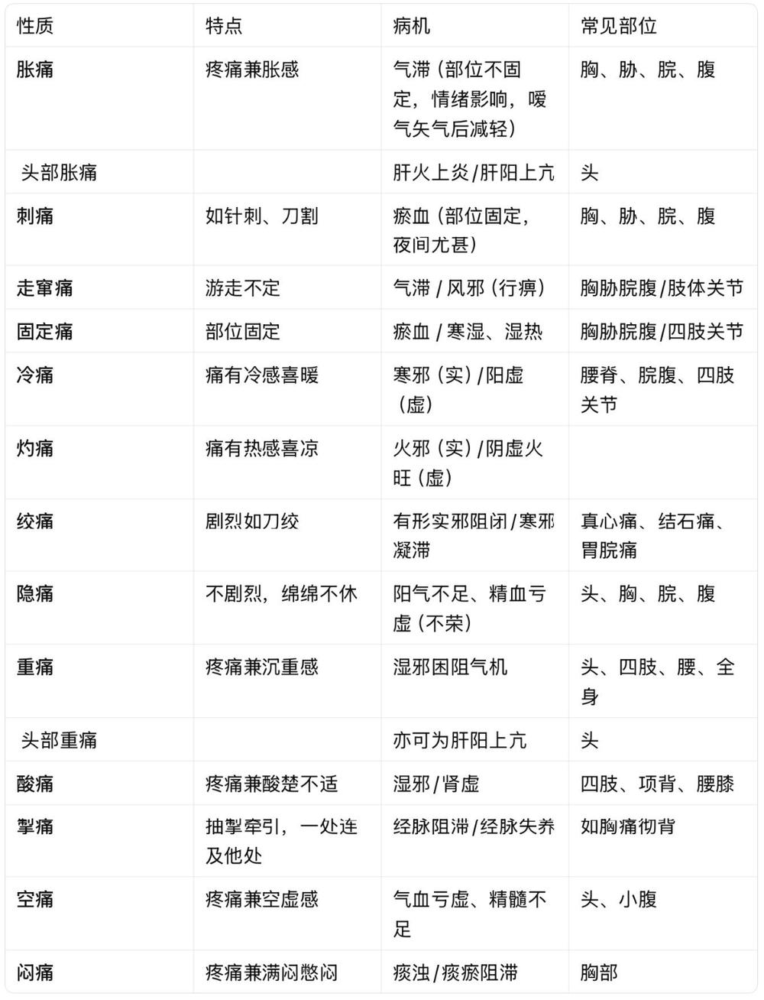 性质 特点 病机 常见部位
胀痛 疼痛兼胀感 气滞（部位不固 胸、胁、脘、腹
定，情绪影响，嗳
气矢气后减轻）
头部胀痛 肝火上炎/肝阳上亢 头
刺痛 如针刺、刀割 瘀血（部位固定， 胸、胁、脘、腹
夜间尤甚）
走窜痛 游走不定 气滞 / 风邪（行痹） 胸胁脘腹/肢体关节
固定痛 部位固定 瘀血 / 寒湿、湿热 胸胁脘腹/四肢关节
冷痛 痛有冷感喜暖 寒邪（实）/阳虚 腰脊、脘腹、四肢
（虚） 关节
灼痛 痛有热感喜凉 火邪（实）/阴虚火
旺（虚）
绞痛 剧烈如刀绞 有形实邪阻闭/寒邪 真心痛、结石痛、
凝滞 胃脘痛
隐痛 不剧烈，绵绵不休 阳气不足、精血亏 头、胸、脘、腹
虚（不荣）
重痛 疼痛兼沉重感 湿邪困阻气机 头、四肢、腰、全
身
头部重痛 亦可为肝阳上亢 头
酸痛 疼痛兼酸楚不适 湿邪/肾虚 四肢、项背、腰膝
掣痛 抽掣牵引，一处连 经脉阻滞/经脉失养 如胸痛彻背
及他处
空痛 疼痛兼空虚感 气血亏虚、精髓不 头、小腹
足
闷痛 疼痛兼满闷憋闷 痰浊/痰瘀阻滞 胸部